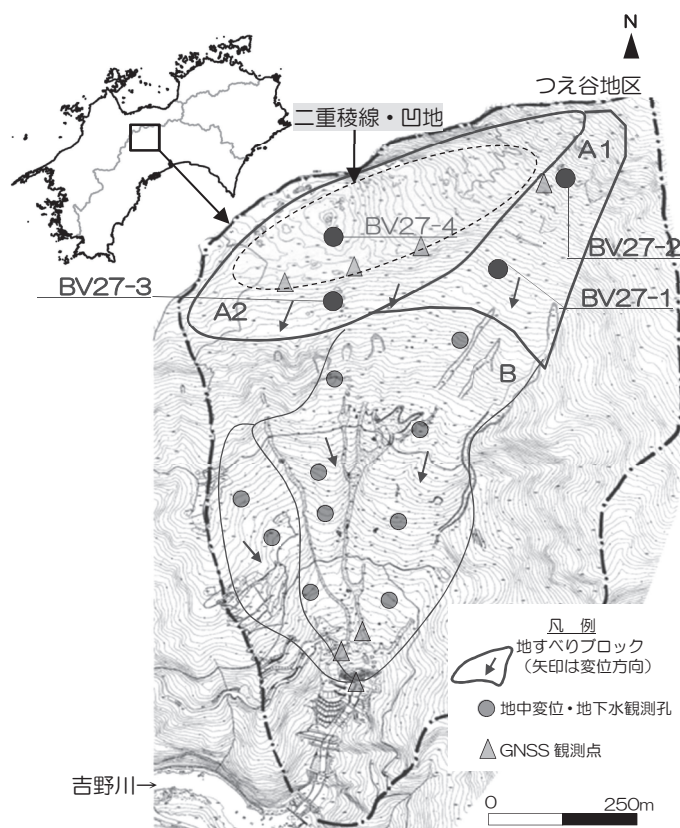 N
つえ谷地区
二重稜線・凹地
A1
BV27-4
BV27-2
BV27-3
BV27-1
A2
B
凡 例
地すべりブロック
（矢印は変位方向）
地中変位・地下水観測孔
GNSS 観測点
吉野川→
0 250m